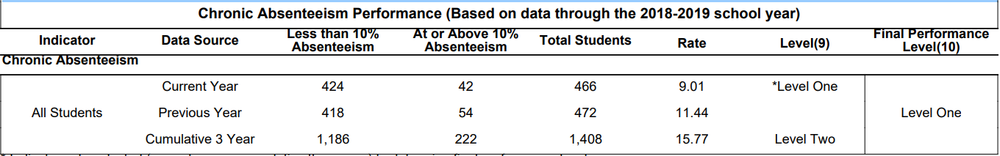 Chronic Absenteeism Performance (Based on data through the 2018-2019 school year)
Indicator Data Source Less than 10% Absenteeism At or Above 10% Absenteeism Total Students Rate Level(9) Final Performance Level(10)
Chronic Absenteeism
Current Year 424 42 466 9.01 *Level One
All Students Previous Year 418 54 472 11.44 Level One
Cumulative 3 Year 1,186 222 1,408 15.77 Level Two